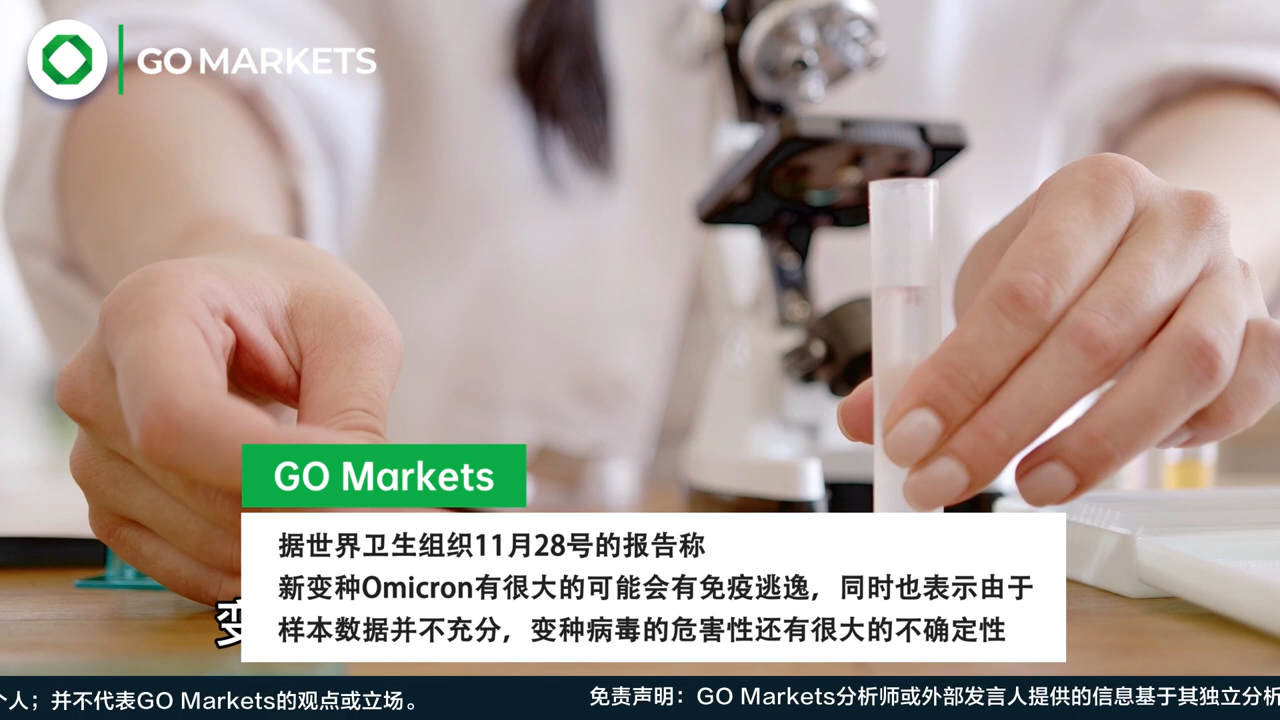 GO MARKETS
GO Markets
据世界卫生组织11月28号的报告称
新变种Omicron有很大的可能会有免疫逃逸，同时也表示由于
样本数据并不充分，变种病毒的危害性还有很大的不确定性
变
个人；并不代表GO Markets的观点或立场。
免责声明：GO Markets分析师或外部发言人提供的信息基于其独立分析